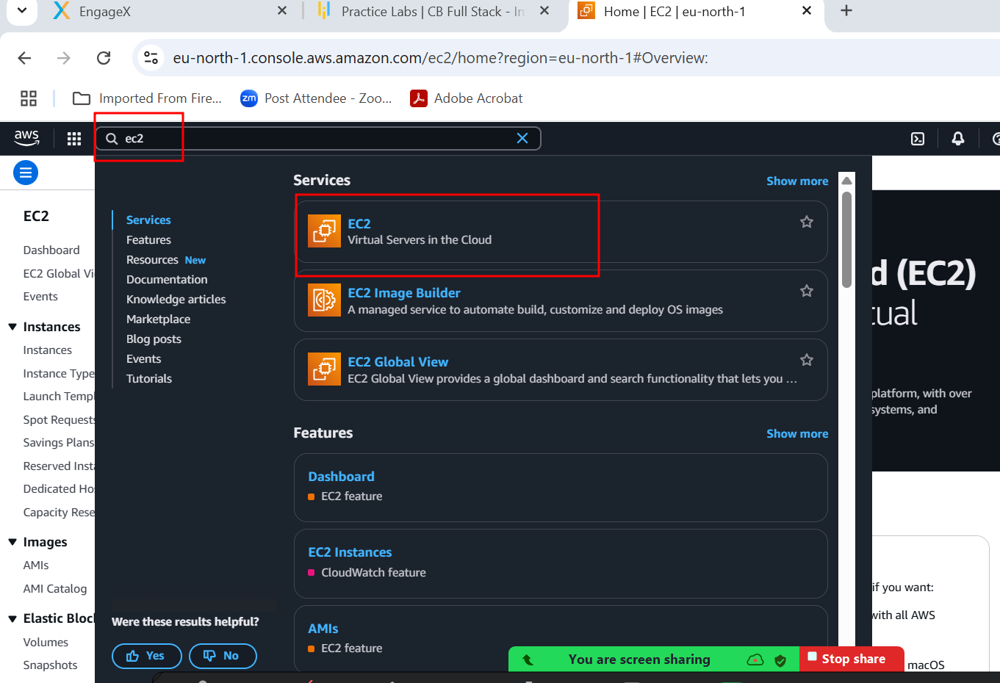 EngageX
Practice Labs | CB Full Stack - In
Home | EC2 | eu-north-1
eu-north-1.console.aws.amazon.com/ec2/home?region=eu-north-1#Overview:
Imported From Fire...
zm
Post Attendee - Zoo...
Adobe Acrobat
aws
ec2
EC2
Dashboard
EC2 Global Vi
Events
Instances
Instances
Instance Type
Launch Templ
Spot Requests
Savings Plans
Reserved Insta
Dedicated Ho
Capacity Rese
Images
AMIs
AMI Catalog
Elastic Bloc
Volumes
Snapshots
Services
Features
Resources New
Documentation
Knowledge articles
Marketplace
Blog posts
Events
Tutorials
Were these results helpful?
Yes
No
Services
Show more
EC2
Virtual Servers in the Cloud
EC2 Image Builder
A managed service to automate build, customize and deploy OS images
EC2 Global View
EC2 Global View provides a global dashboard and search functionality that lets you ...
Features
Show more
Dashboard
EC2 feature
EC2 Instances
CloudWatch feature
AMIs
EC2 feature
d (EC2)
tual
platform, with over
systems, and
if you want:
with all AWS
macOS
You are screen sharing
Stop share